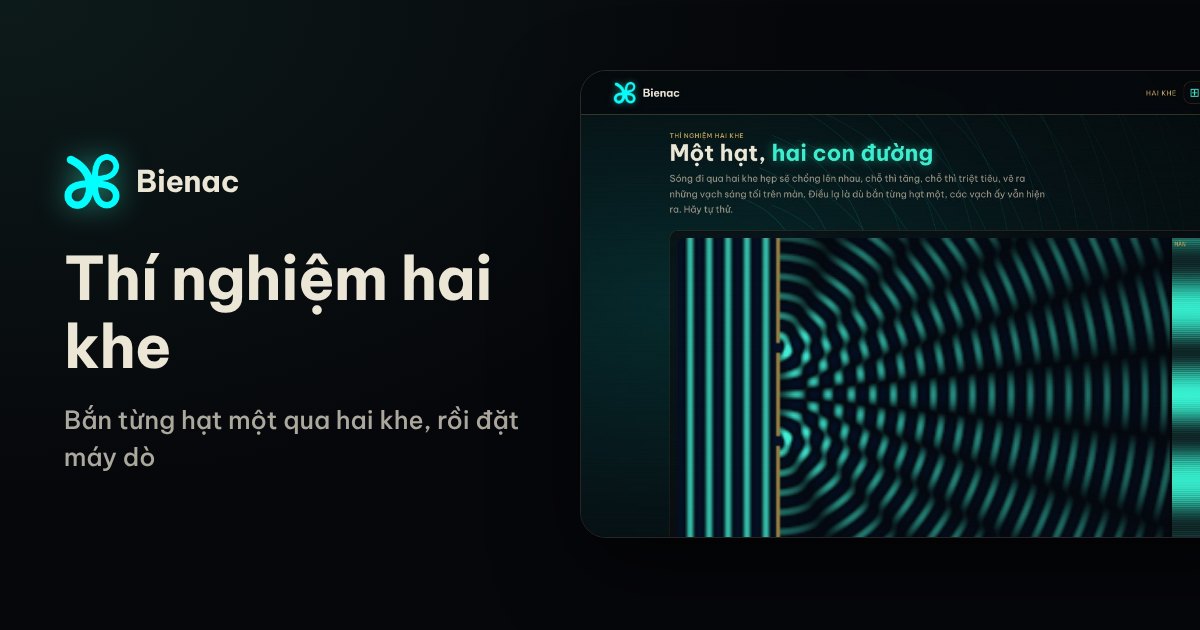 Bienac
Thí nghiệm hai
khe
Bắn từng hạt một qua hai khe, rồi đặt
máy dò
Bienac
HAI KHE
THÍ NGHIỆM HAI KHE
Một hạt, hai con đường
Sóng đi qua hai khe hẹp sẽ chồng lên nhau, chỗ thì tăng, chỗ thì triệt tiêu, vẽ ra
những vạch sáng tối trên màn. Điều lạ là dù bắn từng hạt một, các vạch ấy vẫn hiện
ra. Hãy tự thử.
MÀN